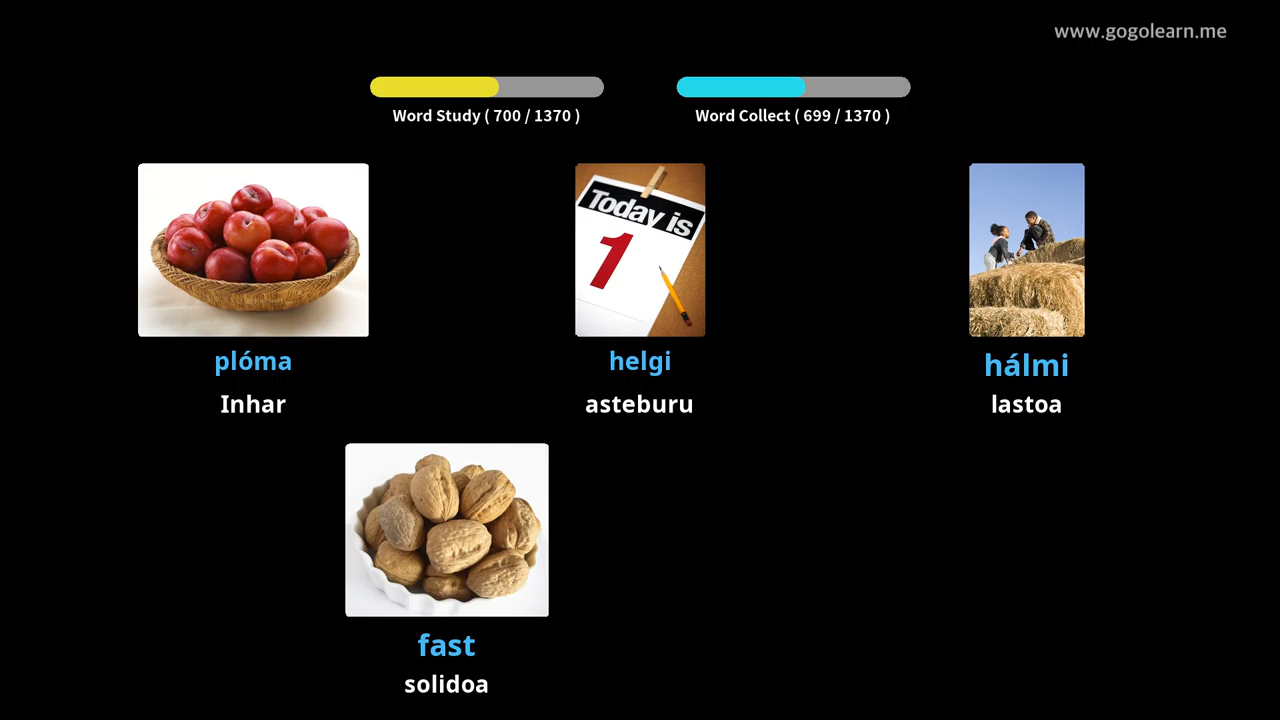 www.gogolearn.me
Word Study ( 700 / 1370 )
Word Collect ( 699 / 1370 )
Today is
1
plóma
helgi
hálmi
Inhar
asteburu
lastoa
fast
solidoa